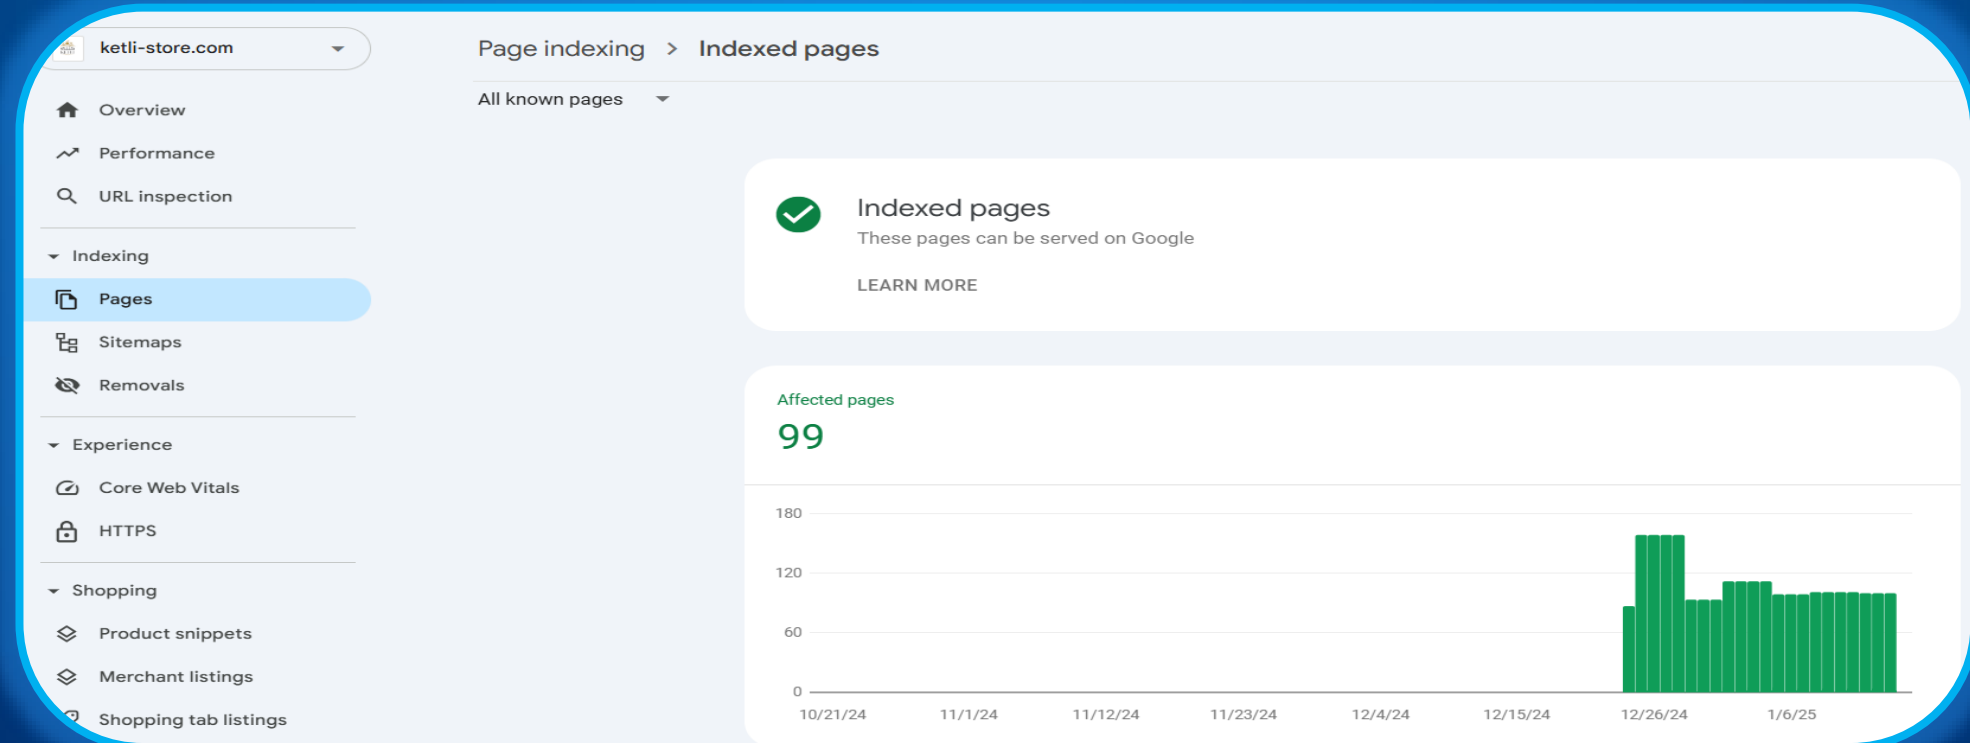 ketli-store.com
Overview
Performance
URL inspection
Indexing
Pages
Sitemaps
Removals
Experience
Core Web Vitals
HTTPS
Shopping
Product snippets
Merchant listings
Shopping tab listings
Page indexing > Indexed pages
All known pages
Indexed pages
These pages can be served on Google
LEARN MORE
Affected pages
99
180
120
60
0
10/21/24 11/1/24 11/12/24 11/23/24 12/4/24 12/15/24 12/26/24 1/6/25